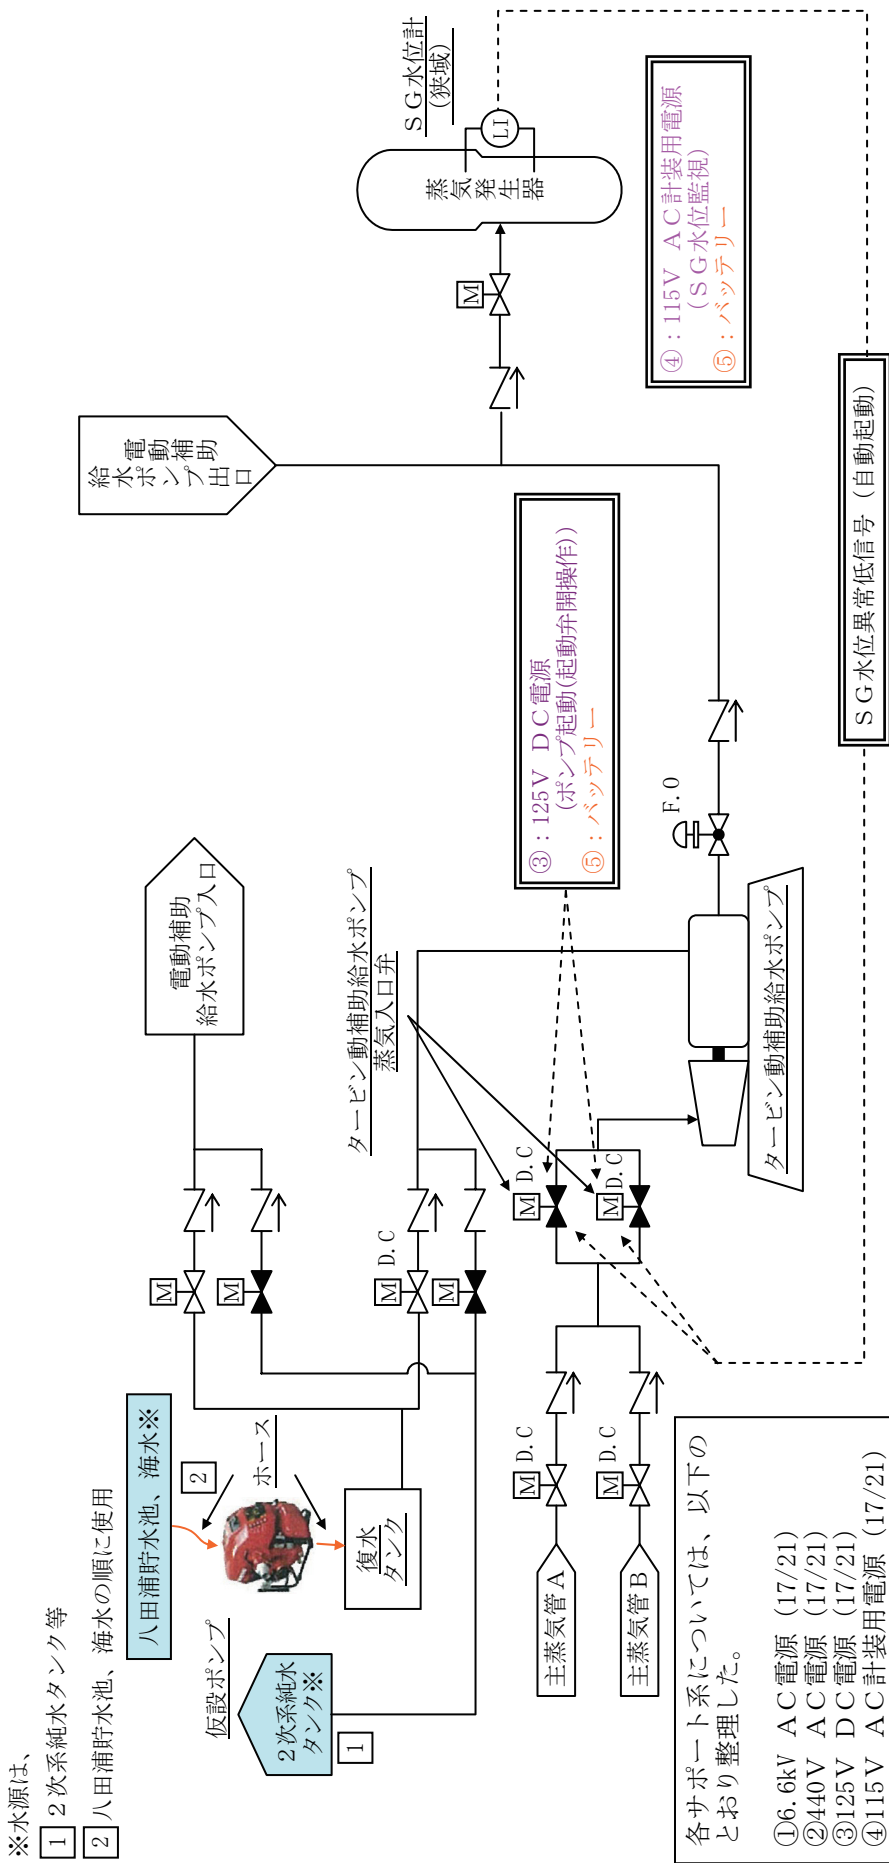 ※水源は、
1 ２次系純水タンク等
2 八田浦貯水池、海水の順に使用
八田浦貯水池、海水※
2
ホース
仮設ポンプ
復水
タンク
２次系純水
タンク※
1
電動補助
給水ポンプ入口
M
M
M
D.C
M
タービン動補助給水ポンプ
蒸気入口弁
主蒸気管Ａ
主蒸気管Ｂ
M D.C
M D.C
M D.C
M D.C
タービン動補助給水ポンプ
F.O
電動補助
給水ポンプ出口
M
蒸気
発生器
LI
ＳＧ水位計
(狭域)
③：125V ＤＣ電源
(ポンプ起動(起動弁開操作))
⑤：バッテリー
④：115V ＡＣ計装用電源
(ＳＧ水位監視)
⑤：バッテリー
ＳＧ水位異常低信号（自動起動）
各サポート系については、以下の
とおり整理した。
①6.6kV ＡＣ電源 (17/21)
②440V ＡＣ電源 (17/21)
③125V ＤＣ電源 (17/21)
④115V ＡＣ計装用電源 (17/21)